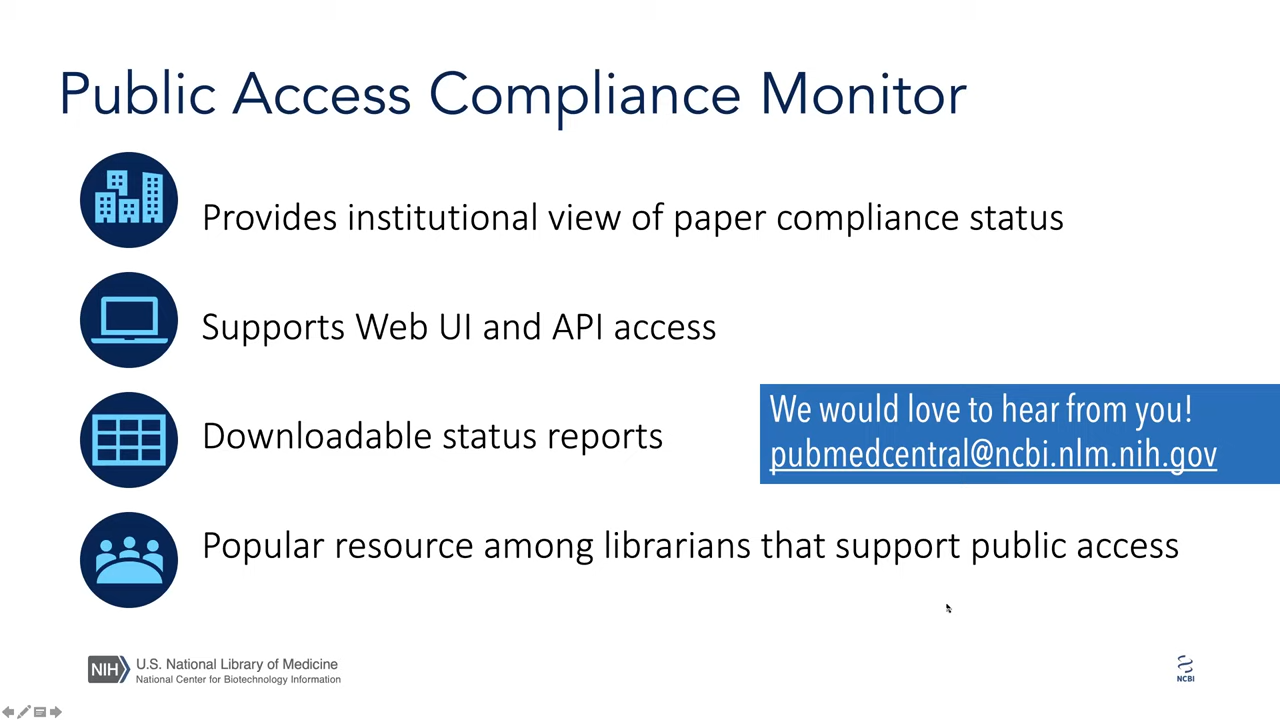 Public Access Compliance Monitor
Provides institutional view of paper compliance status
Supports Web UI and API access
Downloadable status reports
We would love to hear from you!
pubmedcentral@ncbi.nlm.nih.gov
Popular resource among librarians that support public access
NIH
U.S. National Library of Medicine
National Center for Biotechnology Information
NCBI